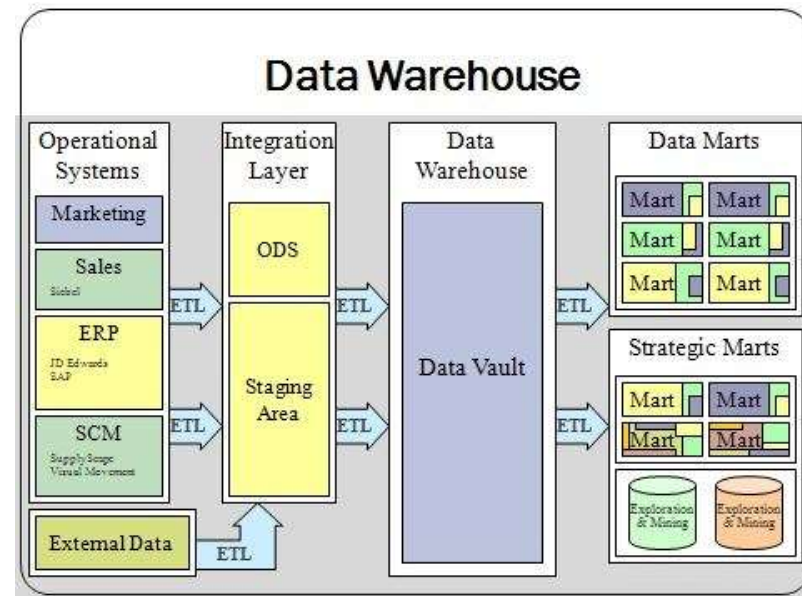 Data Warehouse
Operational
Systems
Marketing
Sales
Siebel
ERP
JD Edwards
SAP
SCM
SupplyScape
Visual Movement
External Data
ETL
ETL
ETL
Integration
Layer
ODS
Staging
Area
ETL
ETL
Data
Warehouse
Data Vault
ETL
ETL
Data Marts
Mart
Mart
Mart
Mart
Mart
Mart
Strategic Marts
Mart
Mart
Mart
Mart
Exploration
& Mining
Exploration
& Mining